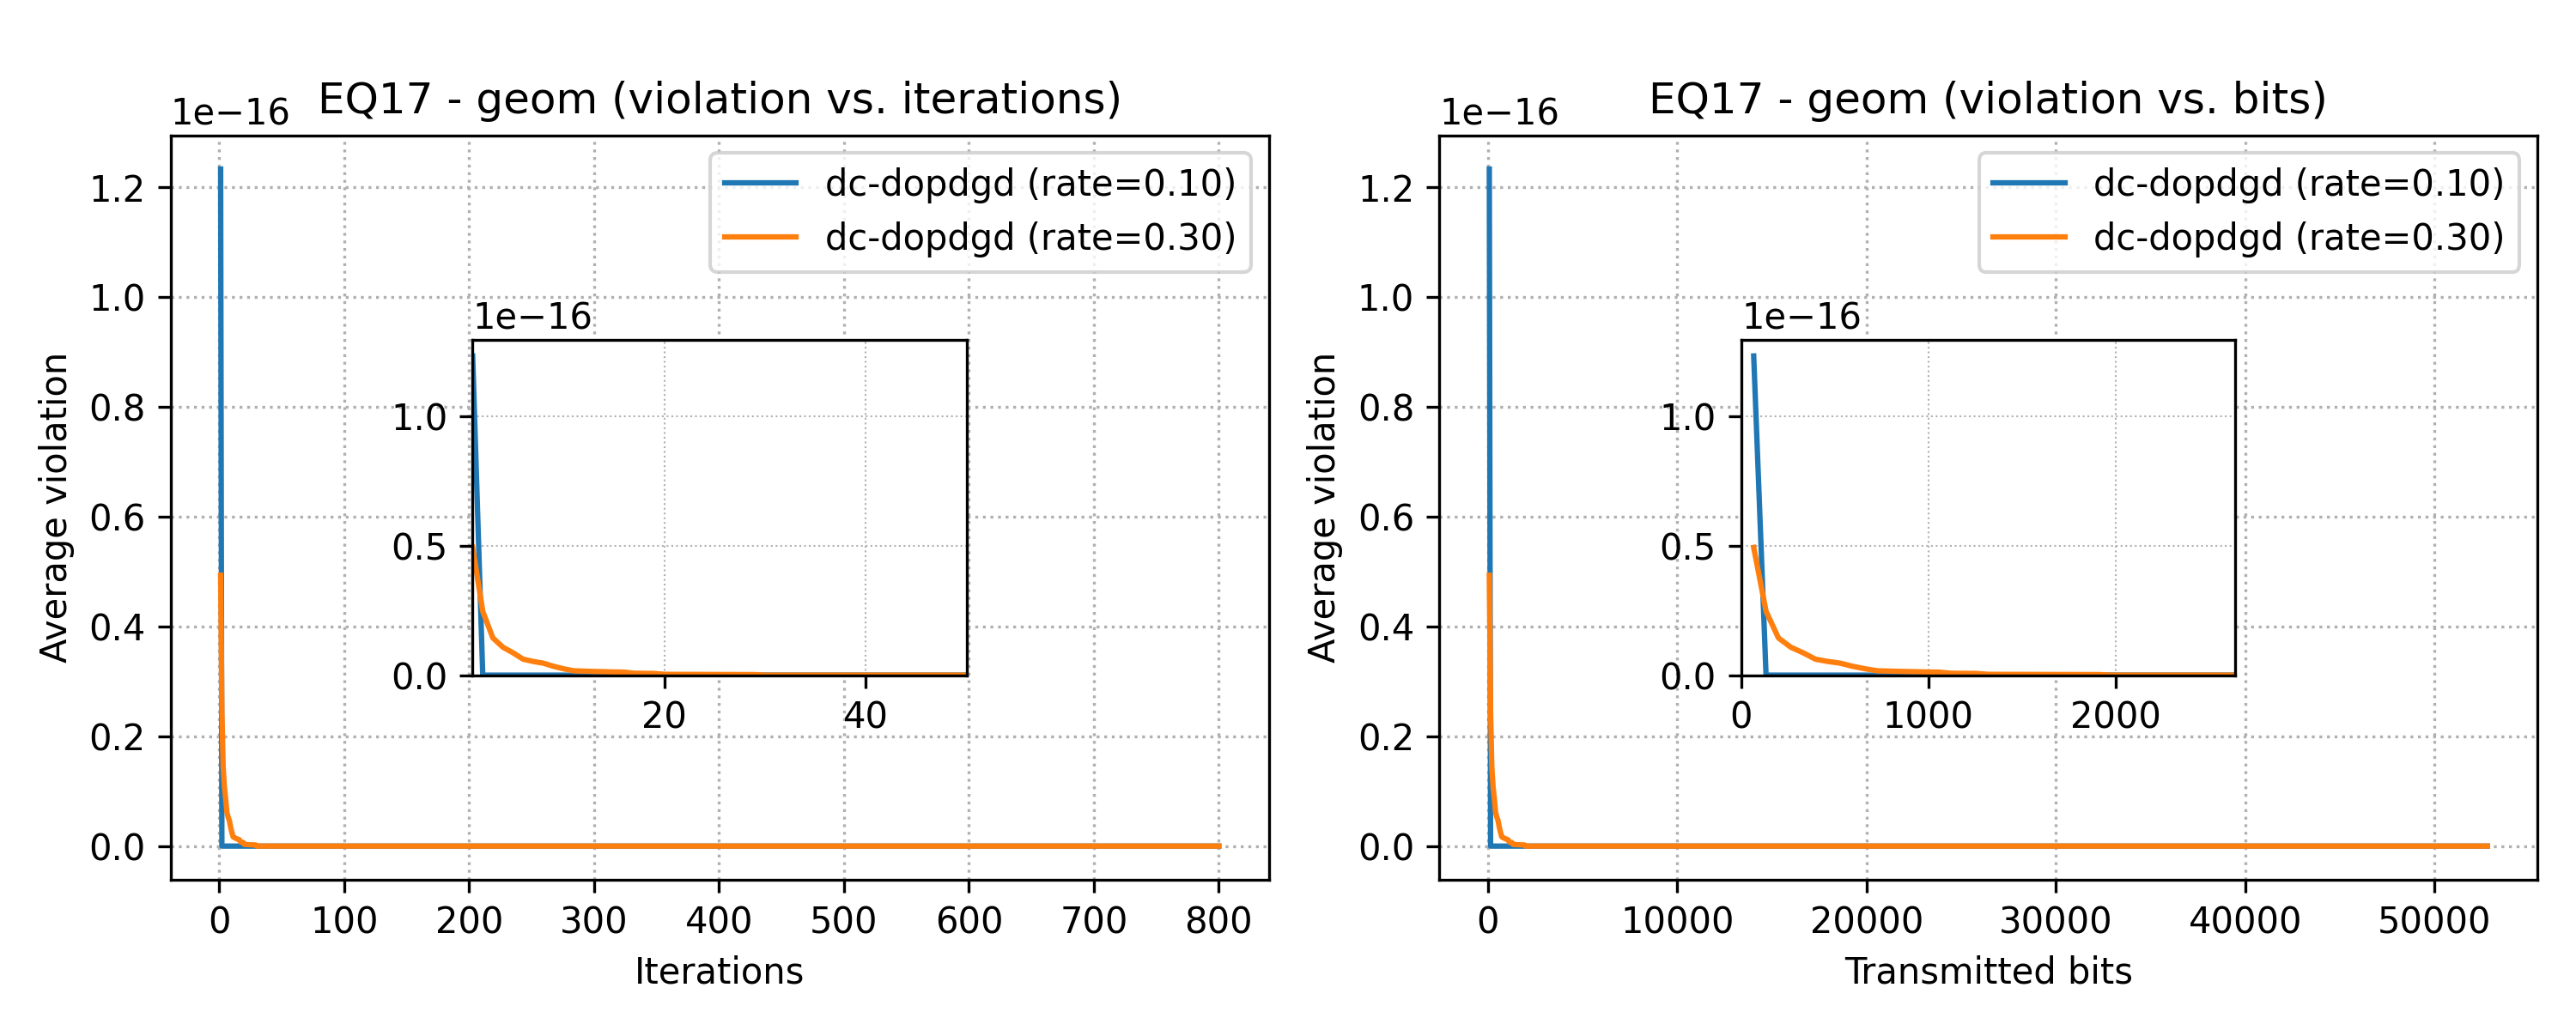 EQ17 - geom (violation vs. iterations)
1e−16
dc-dopdgd (rate=0.10)
dc-dopdgd (rate=0.30)
Average violation
1.2
1.0
0.8
0.6
0.4
0.2
0.0
1e−16
1.0
0.5
0.0
20 40
0 100 200 300 400 500 600 700 800
Iterations
EQ17 - geom (violation vs. bits)
1e−16
dc-dopdgd (rate=0.10)
dc-dopdgd (rate=0.30)
Average violation
1.2
1.0
0.8
0.6
0.4
0.2
0.0
1e−16
1.0
0.5
0.0
0 1000 2000
0 10000 20000 30000 40000 50000
Transmitted bits